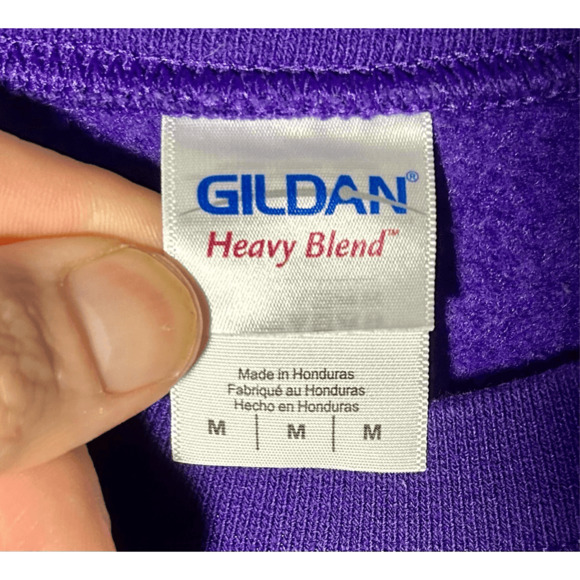 GILDAN®
Heavy Blend™
Made in Honduras
Fabriqué au Honduras
Hecho en Honduras
M | M | M